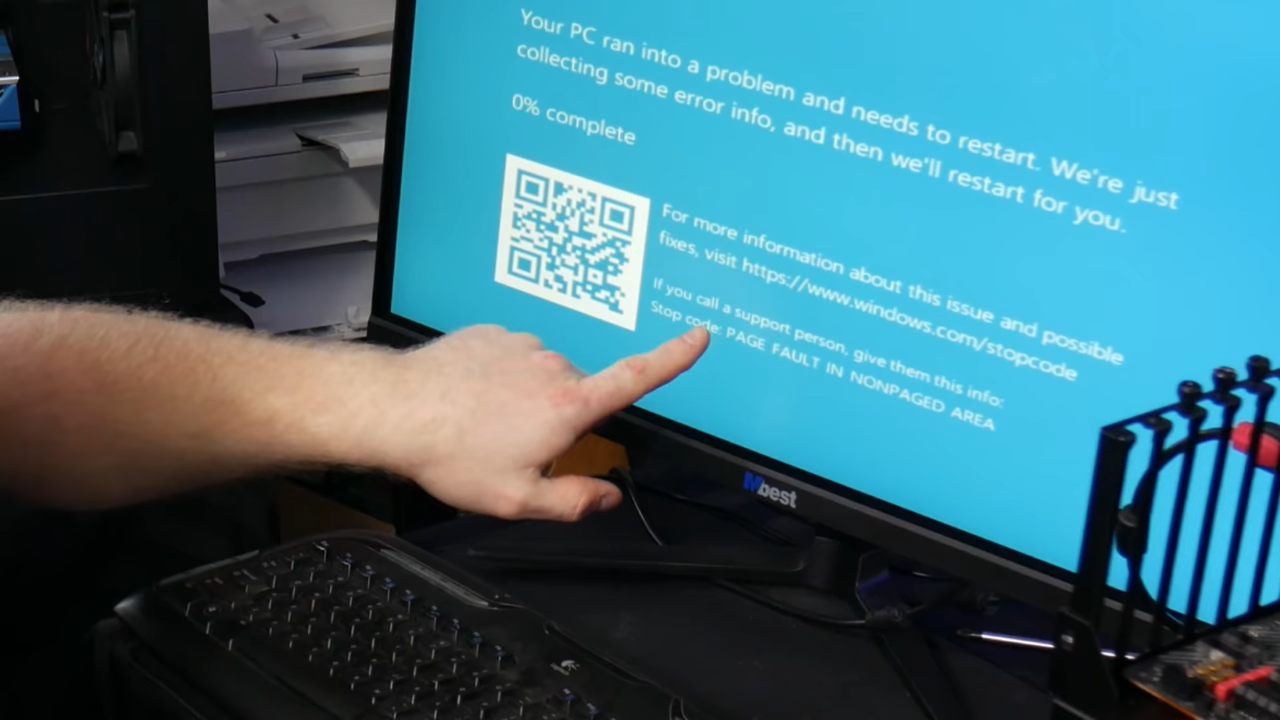 Your PC ran into a problem and needs to restart. We're just
collecting some error info, and then we'll restart for you.
0% complete
For more information about this issue and possible
fixes, visit https://www.windows.com/stopcode
If you call a support person, give them this info:
Stop code: PAGE FAULT IN NONPAGED AREA
IVbest